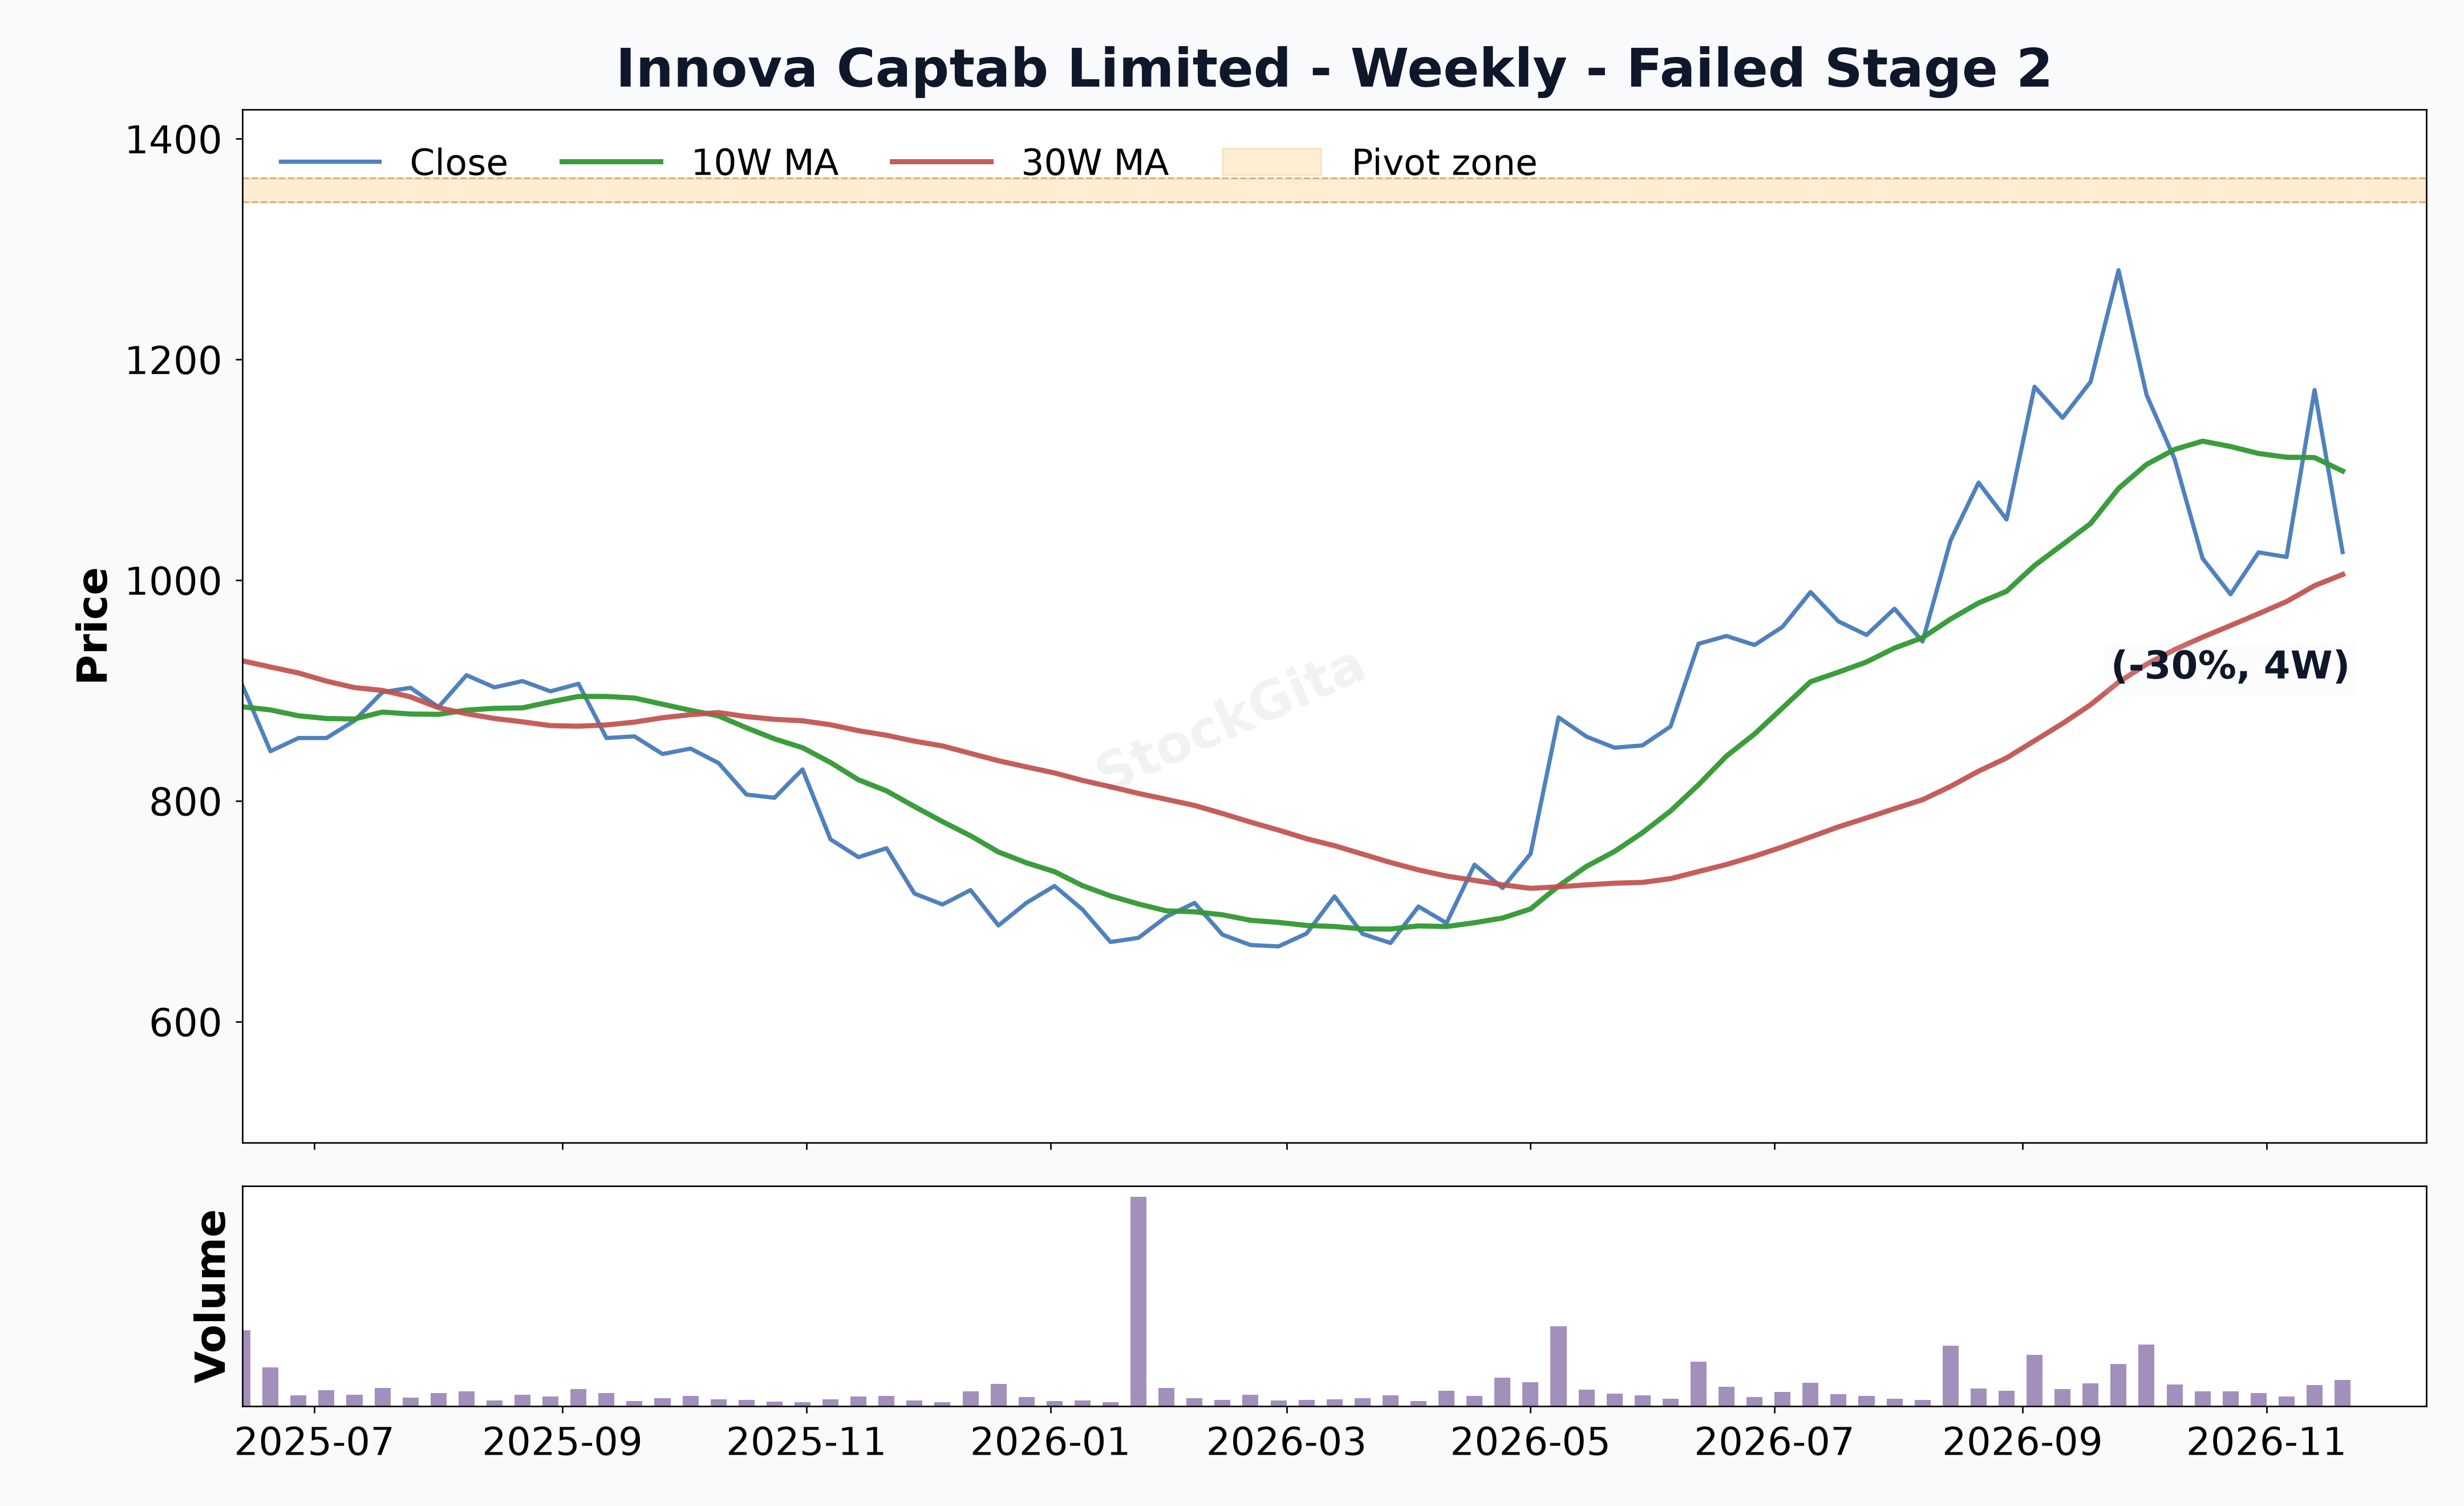 Innova Captab Limited - Weekly - Failed Stage 2
Close 10W MA 30W MA Pivot zone
Price
1400
1200
1000
800
600
(-30%, 4W)
StockGita
Volume
2025-07 2025-09 2025-11 2026-01 2026-03 2026-05 2026-07 2026-09 2026-11